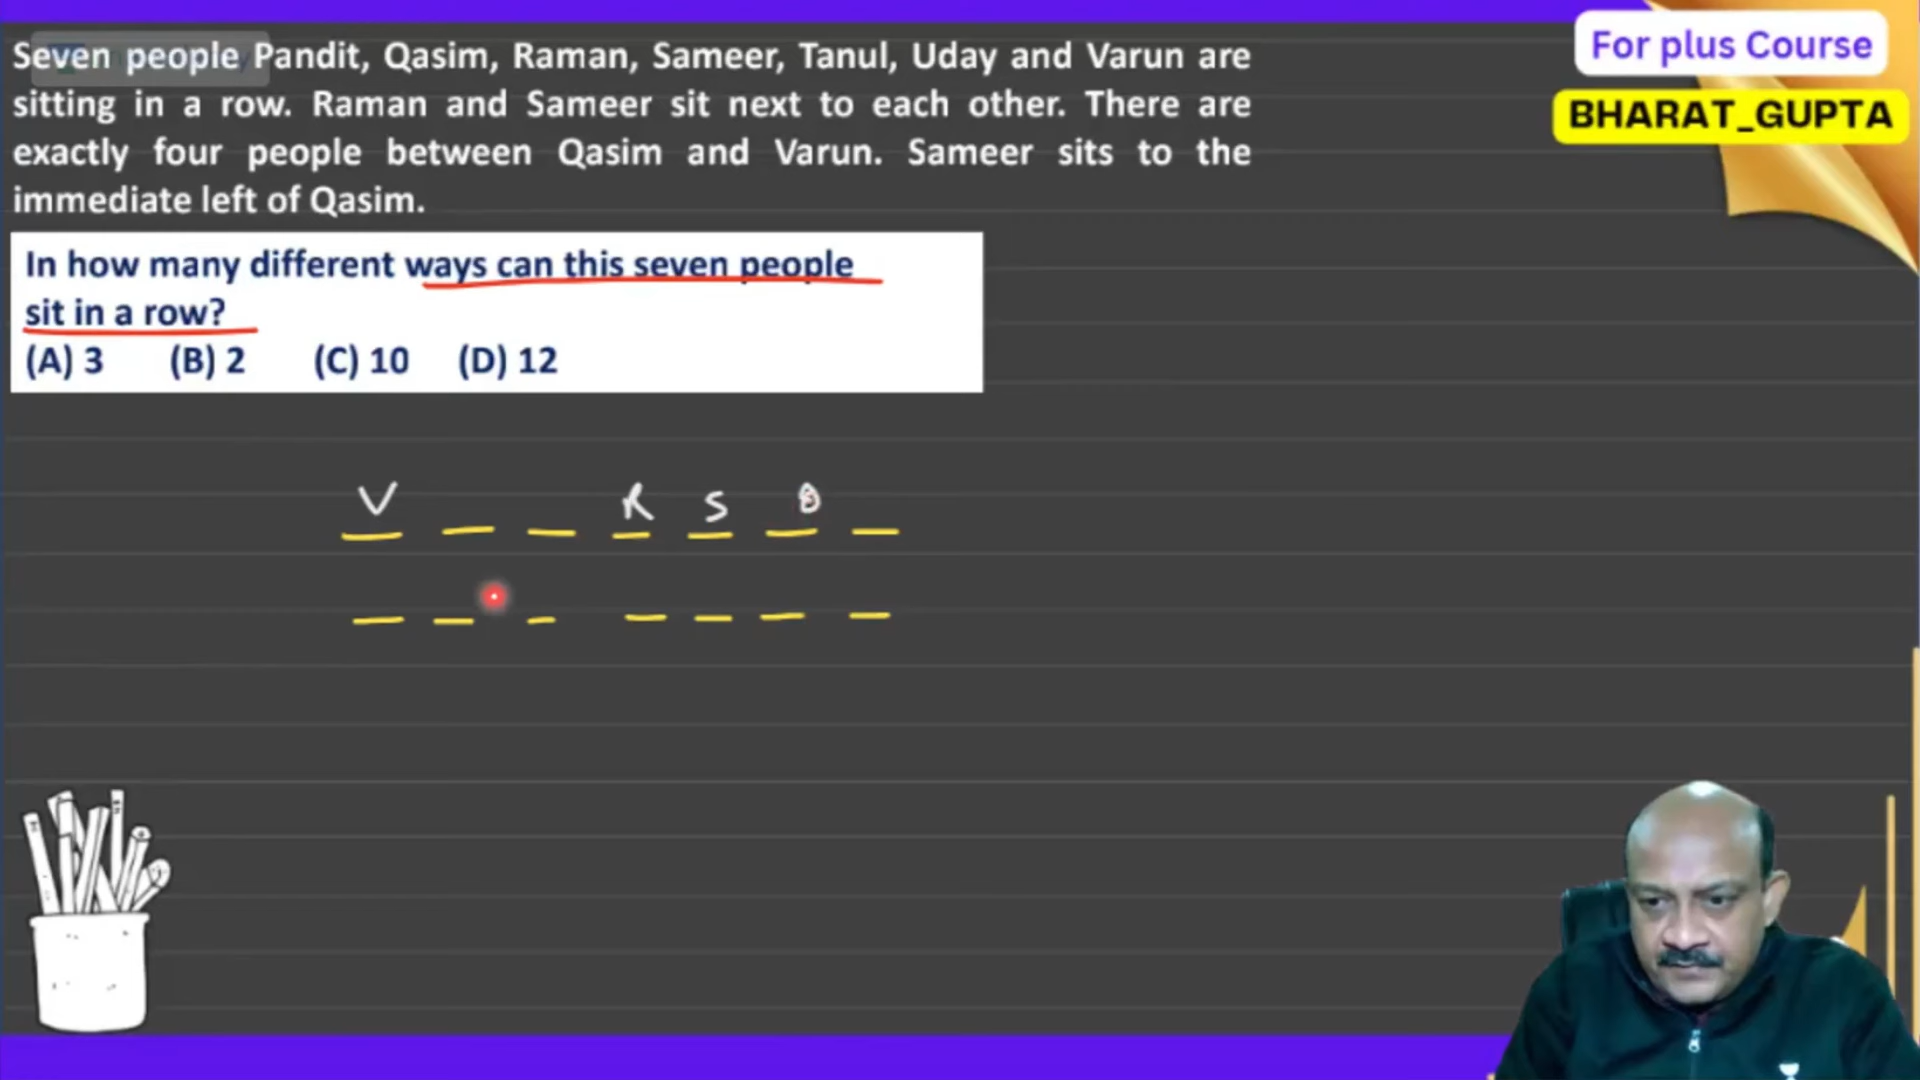 Seven people Pandit, Qasim, Raman, Sameer, Tanul, Uday and Varun are
sitting in a row. Raman and Sameer sit next to each other. There are
exactly four people between Qasim and Varun. Sameer sits to the
immediate left of Qasim.
For plus Course
BHARAT_GUPTA
In how many different ways can this seven people
sit in a row?
(A) 3 (B) 2 (C) 10 (D) 12
V R S